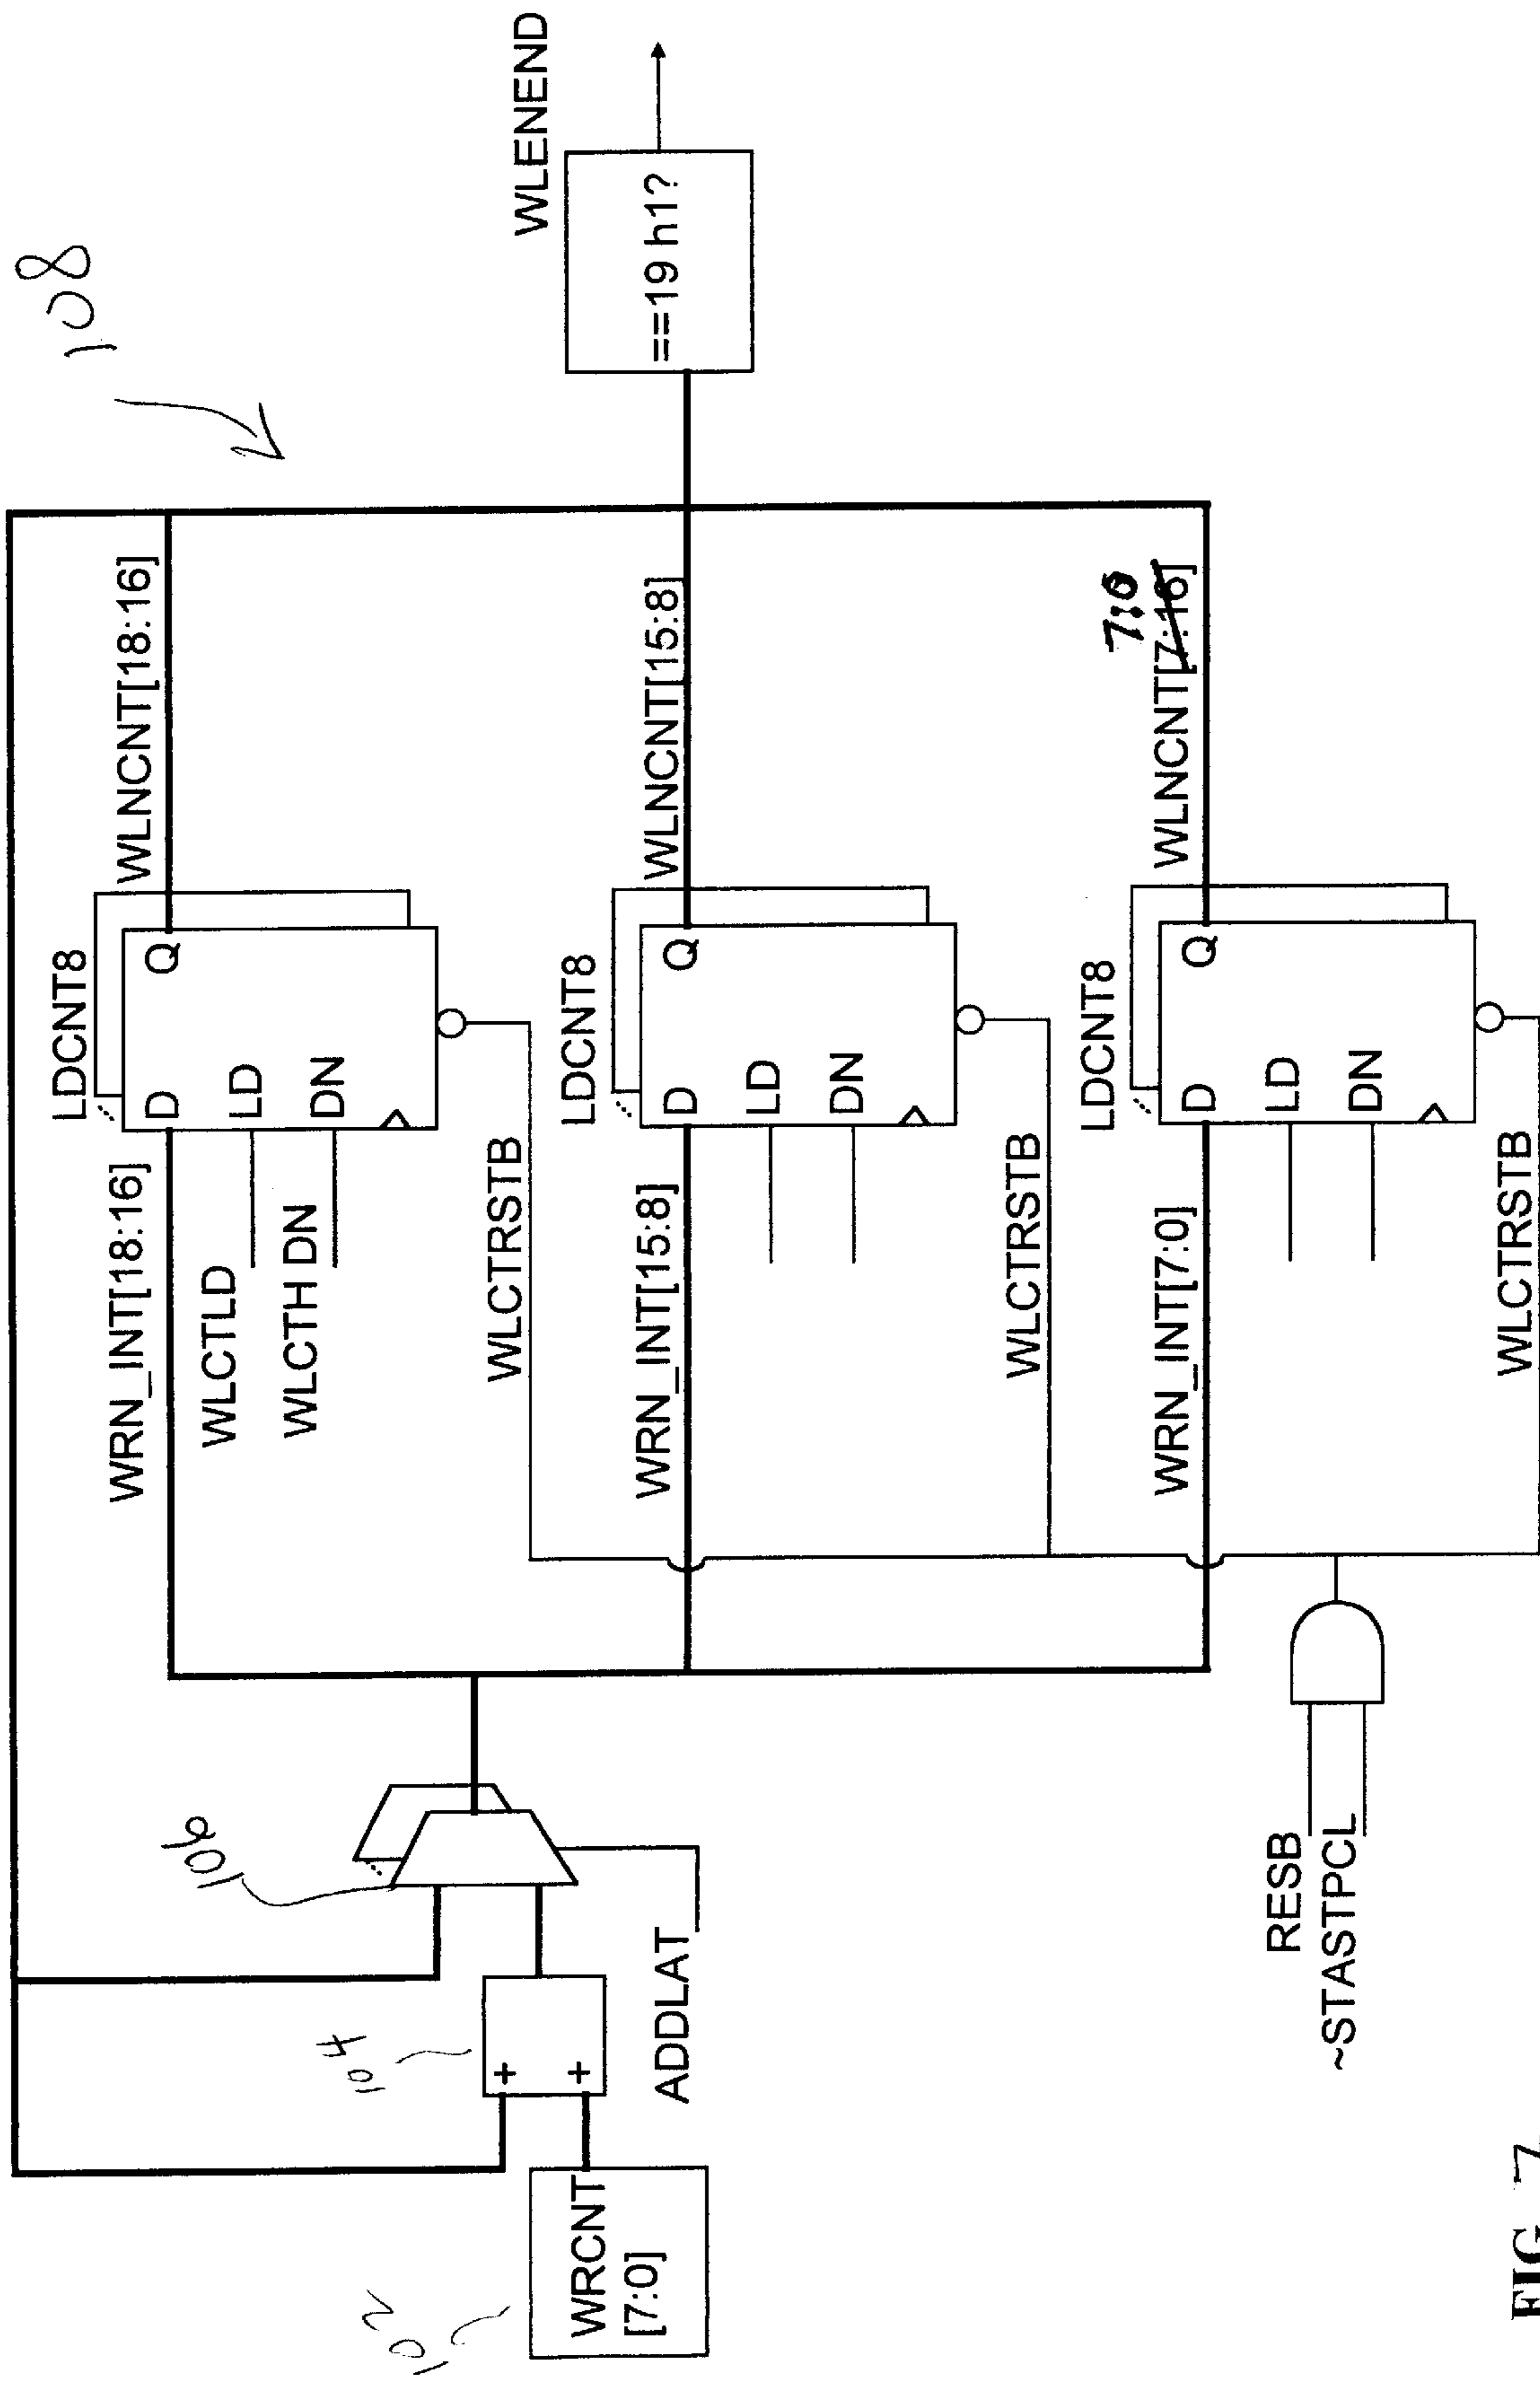 108
WLENEND
==19 h1?
WLNCNT[18:16]
LDCNT8
D
Q
LD
DN
WRN_INT[18:16]
WLCTLD
WLCTH DN
WLCTRSTB
WLNCNT[15:8]
LDCNT8
D
Q
LD
DN
WRN_INT[15:8]
WLCTRSTB
7:0
WLNCNT[7:16]
LDCNT8
D
Q
LD
DN
WRN_INT[7:0]
WLCTRSTB
106
104
+
+
ADDLAT
102
WRCNT
[7:0]
RESB
~STASTPCL
FIG. 7